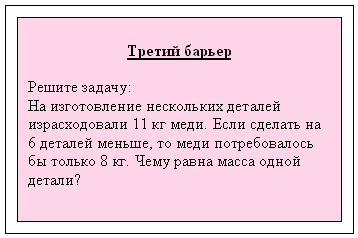 Третий барьер
Решите задачу:
На изготовление нескольких деталей
израсходовали 11 кг меди. Если сделать на
6 деталей меньше, то меди потребовалось
бы только 8 кг. Чему равна масса одной
детали?